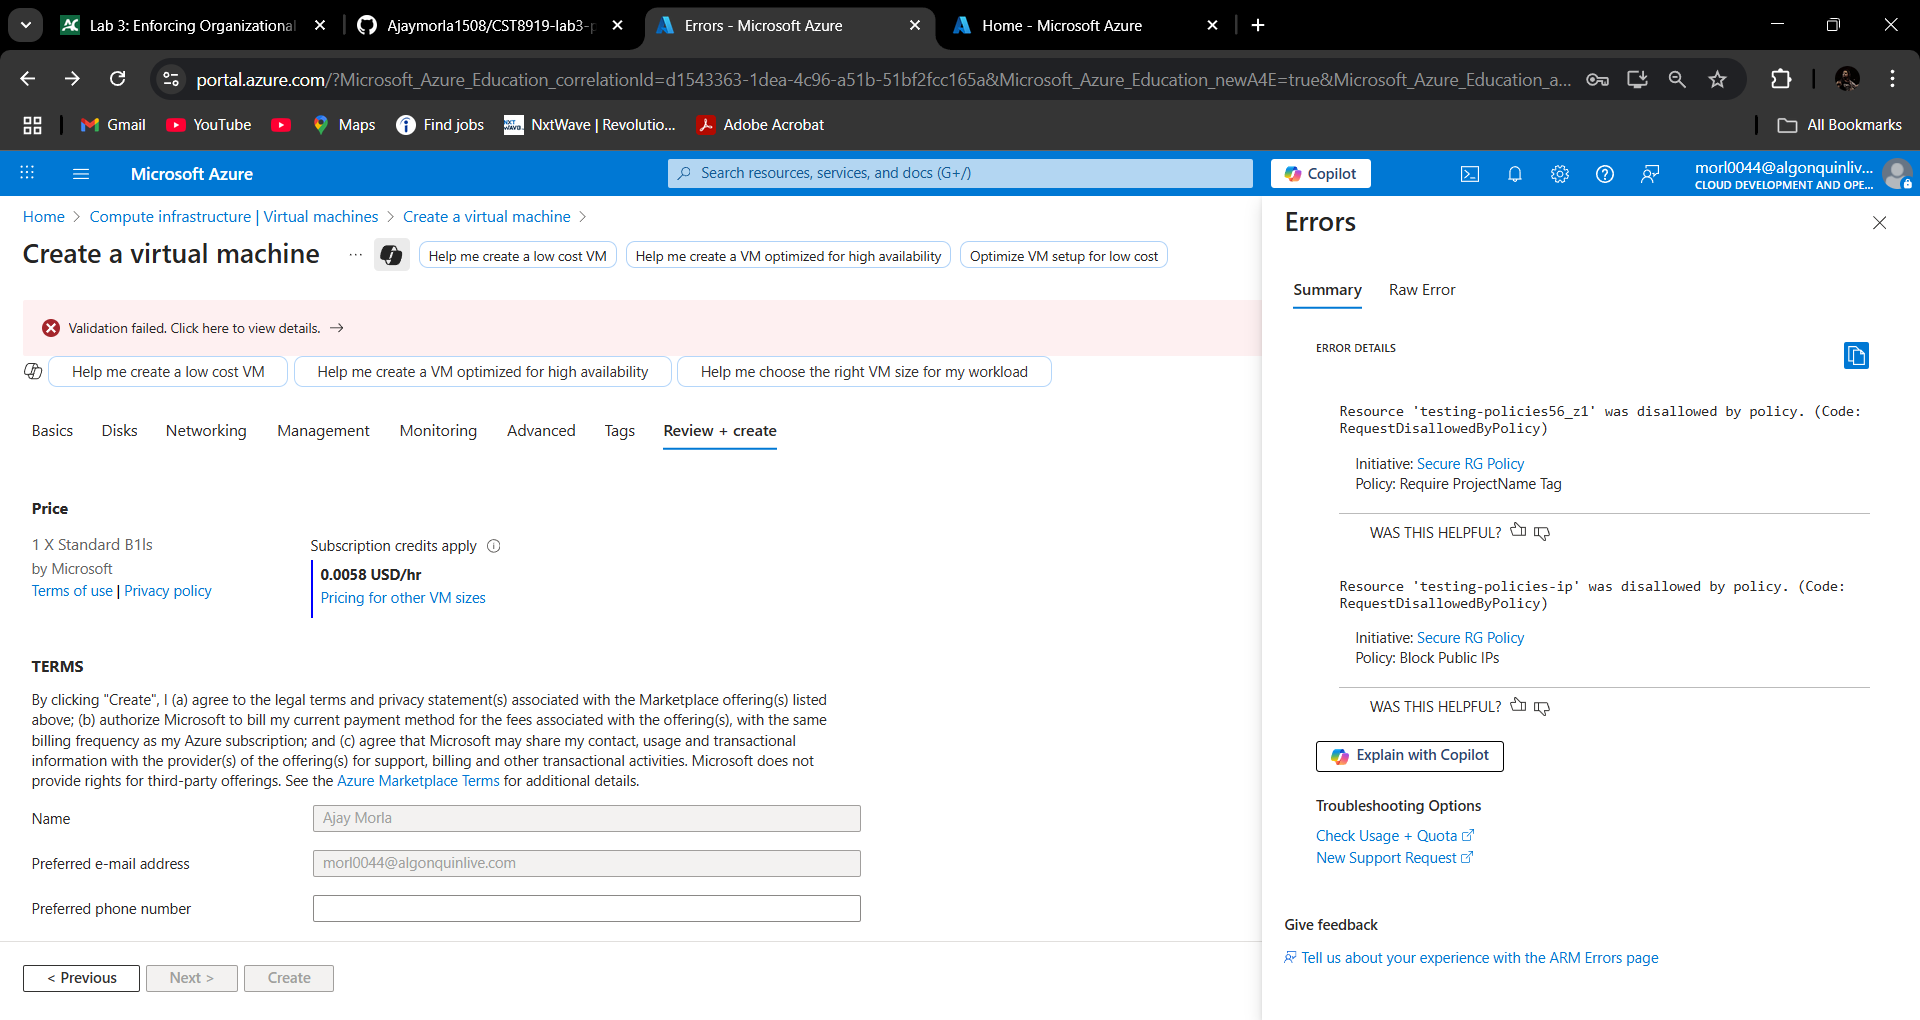 Lab 3: Enforcing Organizational
Ajaymorla1508/CST8919-lab3-p
Errors - Microsoft Azure
Home - Microsoft Azure
portal.azure.com/?Microsoft_Azure_Education_correlationId=d1543363-1dea-4c96-a51b-51bf2fcc165a&Microsoft_Azure_Education_newA4E=true&Microsoft_Azure_Education_a...
Gmail
YouTube
Maps
Find jobs
NxtWave | Revolutio...
Adobe Acrobat
All Bookmarks
Microsoft Azure
Search resources, services, and docs (G+/)
Copilot
morl0044@algonquinliv...
CLOUD DEVELOPMENT AND OPE...
Home > Compute infrastructure | Virtual machines > Create a virtual machine >
Create a virtual machine
...
Help me create a low cost VM
Help me create a VM optimized for high availability
Optimize VM setup for low cost
Validation failed. Click here to view details. →
Help me create a low cost VM
Help me create a VM optimized for high availability
Help me choose the right VM size for my workload
Basics
Disks
Networking
Management
Monitoring
Advanced
Tags
Review + create
Price
1 X Standard B1ls
by Microsoft
Terms of use | Privacy policy
Subscription credits apply
0.0058 USD/hr
Pricing for other VM sizes
TERMS
By clicking "Create", I (a) agree to the legal terms and privacy statement(s) associated with the Marketplace offering(s) listed
above; (b) authorize Microsoft to bill my current payment method for the fees associated with the offering(s), with the same
billing frequency as my Azure subscription; and (c) agree that Microsoft may share my contact, usage and transactional
information with the provider(s) of the offering(s) for support, billing and other transactional activities. Microsoft does not
provide rights for third-party offerings. See the Azure Marketplace Terms for additional details.
Name
Ajay Morla
Preferred e-mail address
morl0044@algonquinlive.com
Preferred phone number
< Previous
Next >
Create
Errors
Summary
Raw Error
ERROR DETAILS
Resource 'testing-policies56_z1' was disallowed by policy. (Code:
RequestDisallowedByPolicy)
Initiative: Secure RG Policy
Policy: Require ProjectName Tag
WAS THIS HELPFUL?
Resource 'testing-policies-ip' was disallowed by policy. (Code:
RequestDisallowedByPolicy)
Initiative: Secure RG Policy
Policy: Block Public IPs
WAS THIS HELPFUL?
Explain with Copilot
Troubleshooting Options
Check Usage + Quota
New Support Request
Give feedback
Tell us about your experience with the ARM Errors page